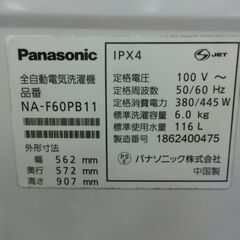 Panasonic
全自動電気洗濯機
品番
NA-F60PB11
外形寸法
幅 562 mm
奥行 572 mm
高さ 907 mm
IPX4
S JET
定格電圧 100 V~
定格周波数 50/60 Hz
定格消費電力 380/445 W
標準洗濯容量 6.0 kg
標準使用水量 116 L
製造番号 1862400475
PS E パナソニック株式会社
中国製